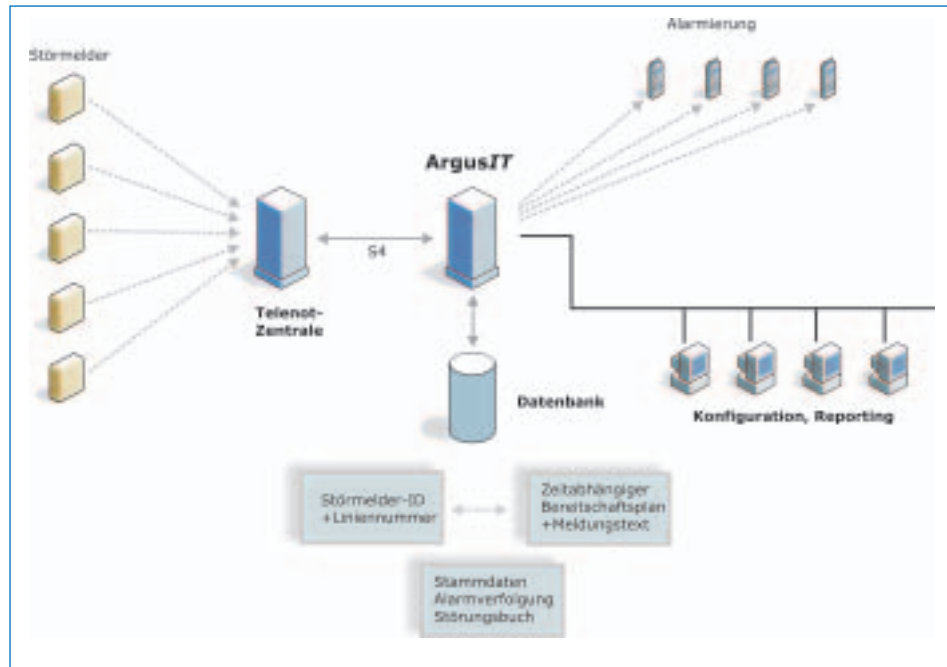 Alarmierung
Störmelder
ArgusIT
S4
Telenot-
Zentrale
Datenbank
Konfiguration, Reporting
Störmelder-ID
+Liniennummer
Zeitabhängiger
Bereitschaftsplan
+Meldungstext
Stammdaten
Alarmverfolgung
Störungsbuch